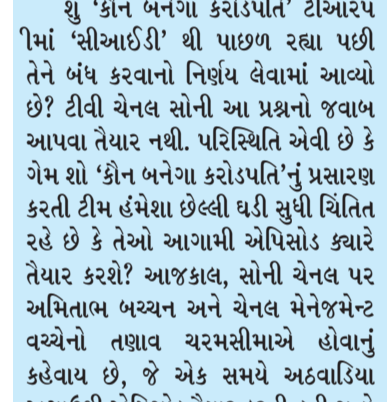 શું ‘કૌન બનેગા કરોડપતિ’ ટીઆરપ
ીમાં ‘સીઆઈડી’ થી પાછળ રહ્યા પછી
તેને બંધ કરવાનો નિર્ણય લેવામાં આવ્યો
છે? ટીવી ચેનલ સોની આ પ્રશ્નનો જવાબ
આપવા તૈયાર નથી. પરિસ્થિતિ એવી છે કે
ગેમ શો ‘કૌન બનેગા કરોડપતિ’નું પ્રસારણ
કરતી ટીમ હંમેશા છેલ્લી ઘડી સુધી ચિંતિત
રહે છે કે તેઓ આગામી એપિસોડ ક્યારે
તૈયાર કરશે? આજકાલ, સોની ચેનલ પર
અમિતાભ બચ્ચન અને ચેનલ મેનેજમેન્ટ
વચ્ચેનો તણાવ ચરમસીમાએ હોવાનું
કહેવાય છે, જે એક સમયે અઠવાડિયા